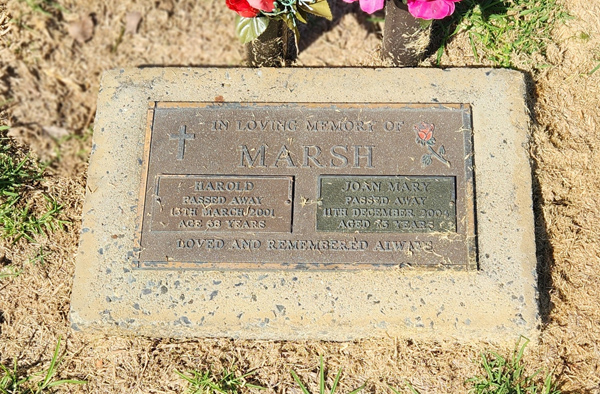 IN LOVING MEMORY OF
MARSH
HAROLD
PASSED AWAY
15TH MARCH 2001
AGE 68 YEARS
JOAN MARY
PASSED AWAY
11TH DECEMBER 2004
AGED 75 YEARS
LOVED AND REMEMBERED ALWAYS